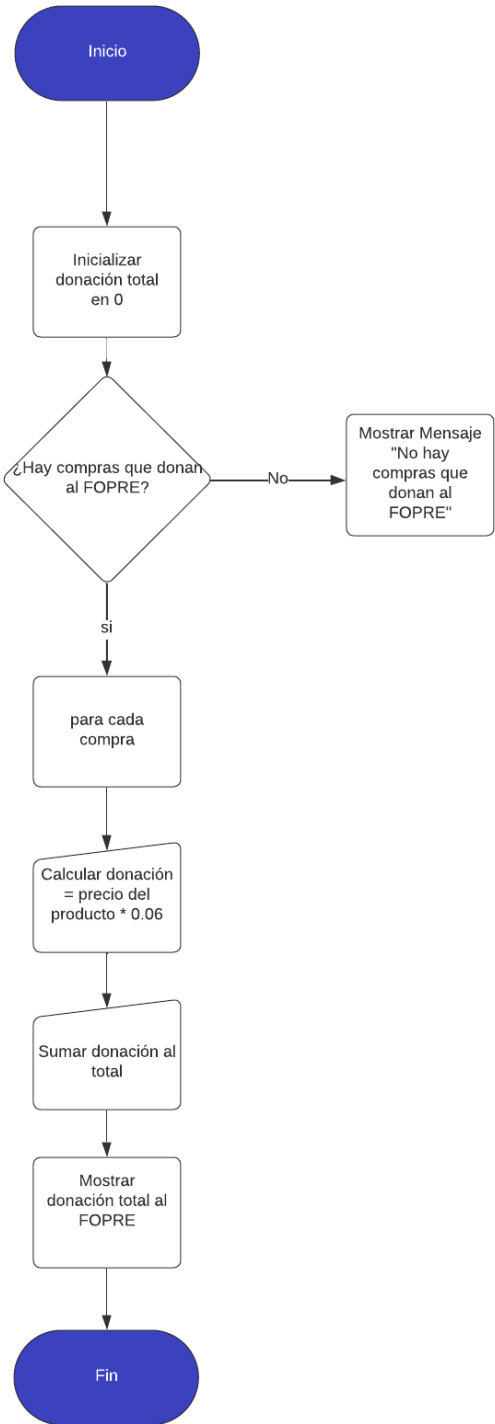 Inicio
Inicializar
donación total
en 0
¿Hay compras que donan
al FOPRE?
No
Mostrar Mensaje
"No hay
compras que
donan al
FOPRE"
si
para cada
compra
Calcular donación
= precio del
producto * 0.06
Sumar donación al
total
Mostrar
donación total al
FOPRE
Fin